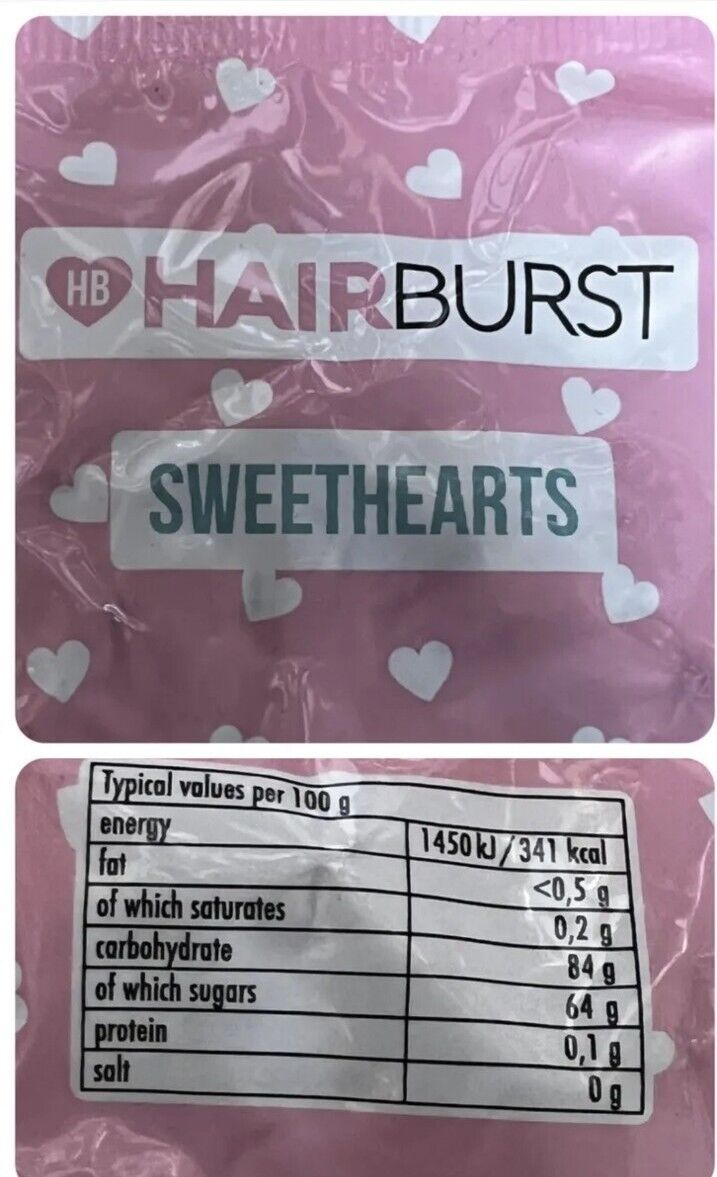 HB HAIRBURST
SWEETHEARTS
Typical values per 100 g
energy 1450 kJ/341 kcal
fat <0,5 g
of which saturates 0,2 g
carbohydrate 84 g
of which sugars 64 g
protein 0,1 g
salt 0 g